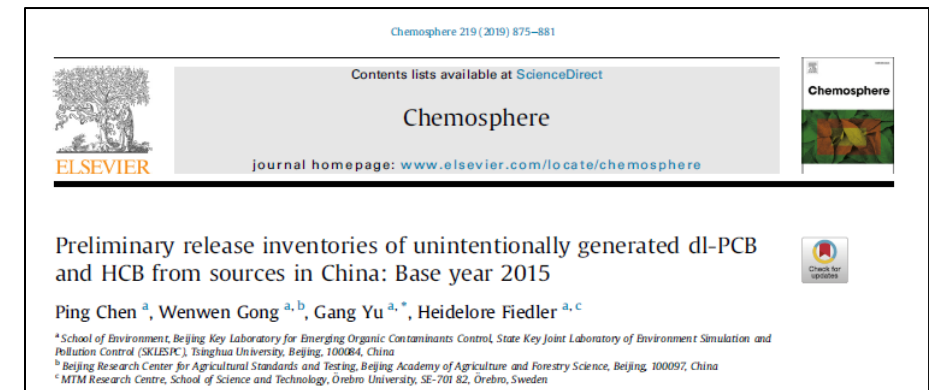 Chemosphere 219 (2019) 875–881
Contents lists available at ScienceDirect
Chemosphere
journal homepage: www.elsevier.com/locate/chemosphere
ELSEVIER
Chemosphere
Preliminary release inventories of unintentionally generated dl-PCB
and HCB from sources in China: Base year 2015
Check for
updates
Ping Chen a, Wenwen Gong a, b, Gang Yu a, *, Heidelore Fiedler a, c
a School of Environment, Beijing Key Laboratory for Emerging Organic Contaminants Control, State Key Joint Laboratory of Environment Simulation and
Pollution Control (SKLESPC), Tsinghua University, Beijing, 100084, China
b Beijing Research Center for Agricultural Standards and Testing, Beijing Academy of Agriculture and Forestry Science, Beijing, 100097, China
c MTM Research Centre, School of Science and Technology, Örebro University, SE-701 82, Örebro, Sweden